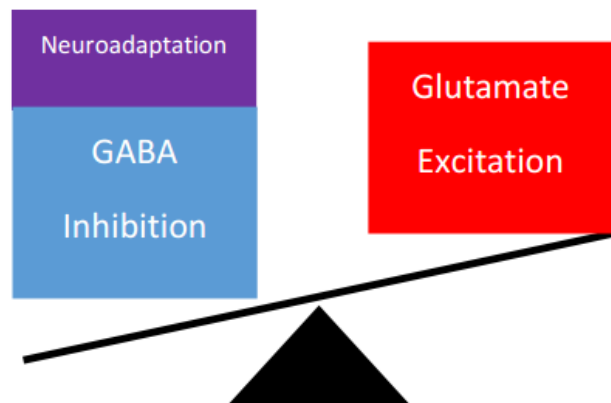 Neuroadaptation
GABA
Inhibition
Glutamate
Excitation